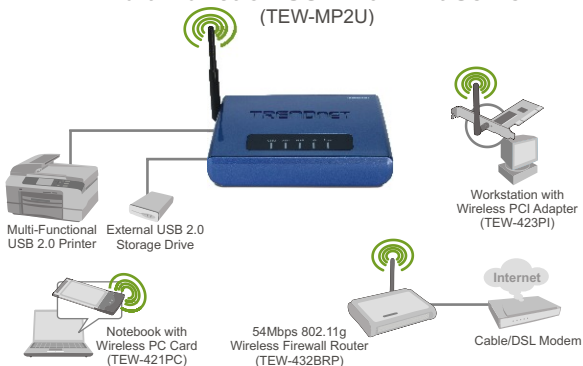 (TEW-MP2U)
TRENDNET
Multi-Functional
USB 2.0 Printer
External USB 2.0
Storage Drive
Workstation with
Wireless PCI Adapter
(TEW-423PI)
Notebook with
Wireless PC Card
(TEW-421PC)
54Mbps 802.11g
Wireless Firewall Router
(TEW-432BRP)
Internet
Cable/DSL Modem